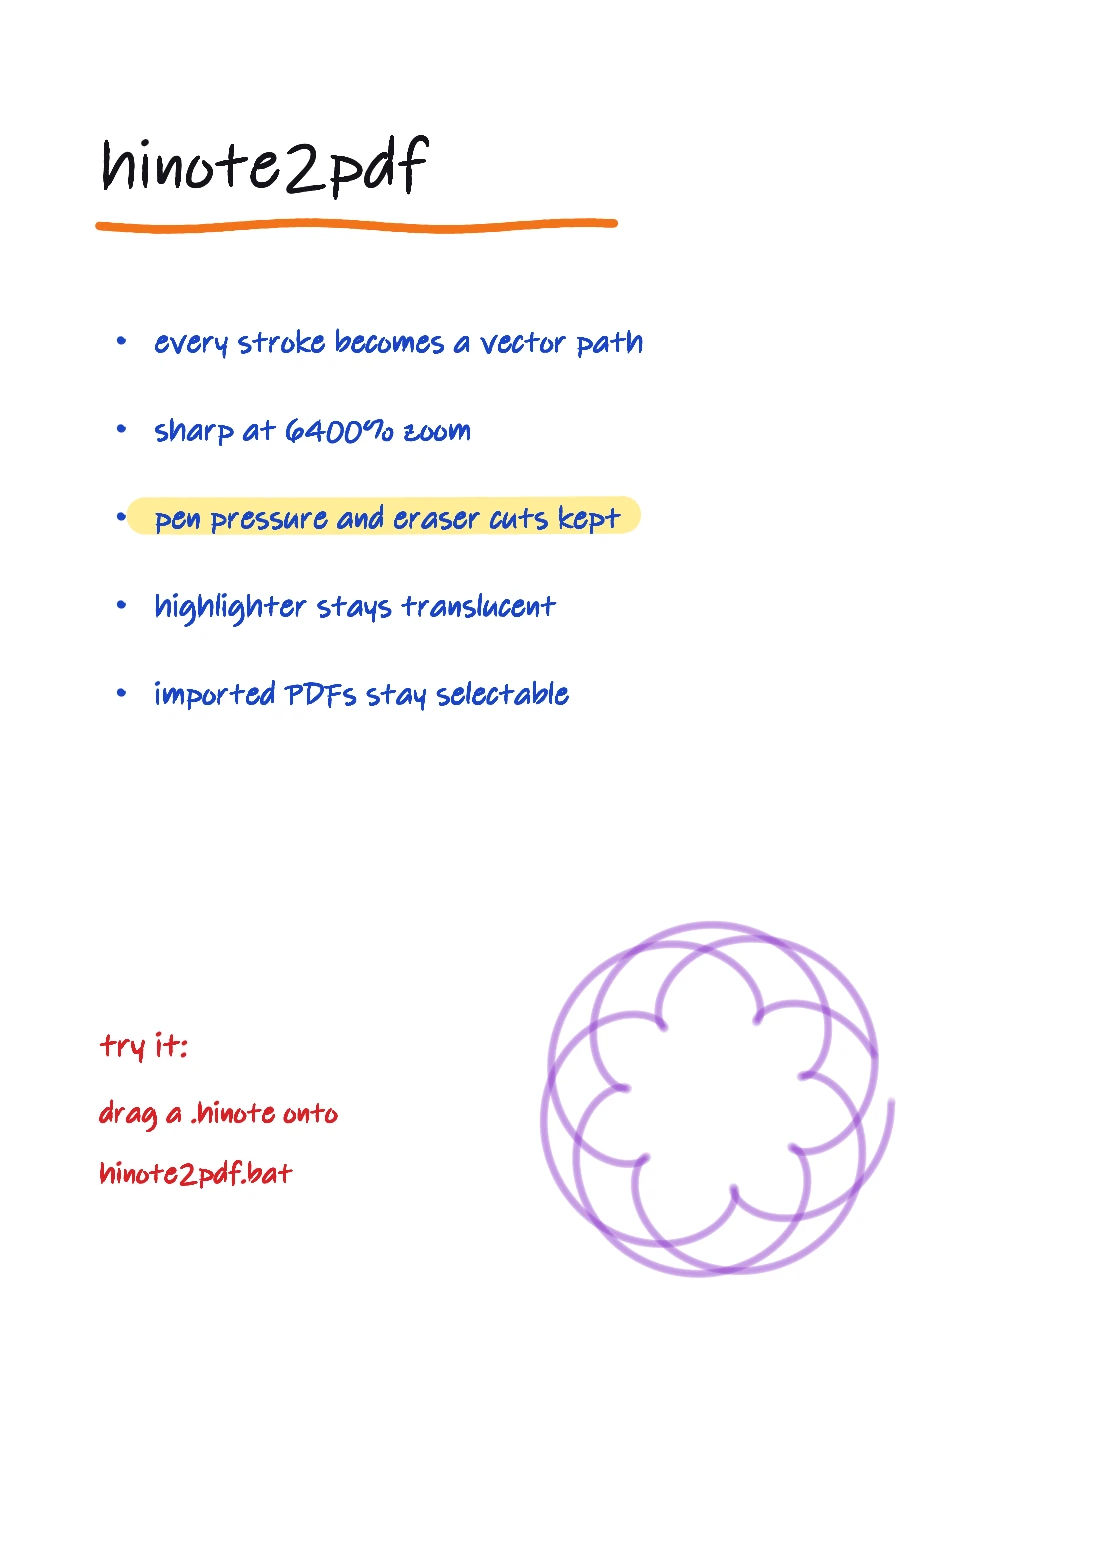 hinote2pdf
• every stroke becomes a vector path
• sharp at 6400% zoom
• pen pressure and eraser cuts kept
• highlighter stays translucent
• imported PDFs stay selectable
try it:
drag a .hinote onto
hinote2pdf.bat